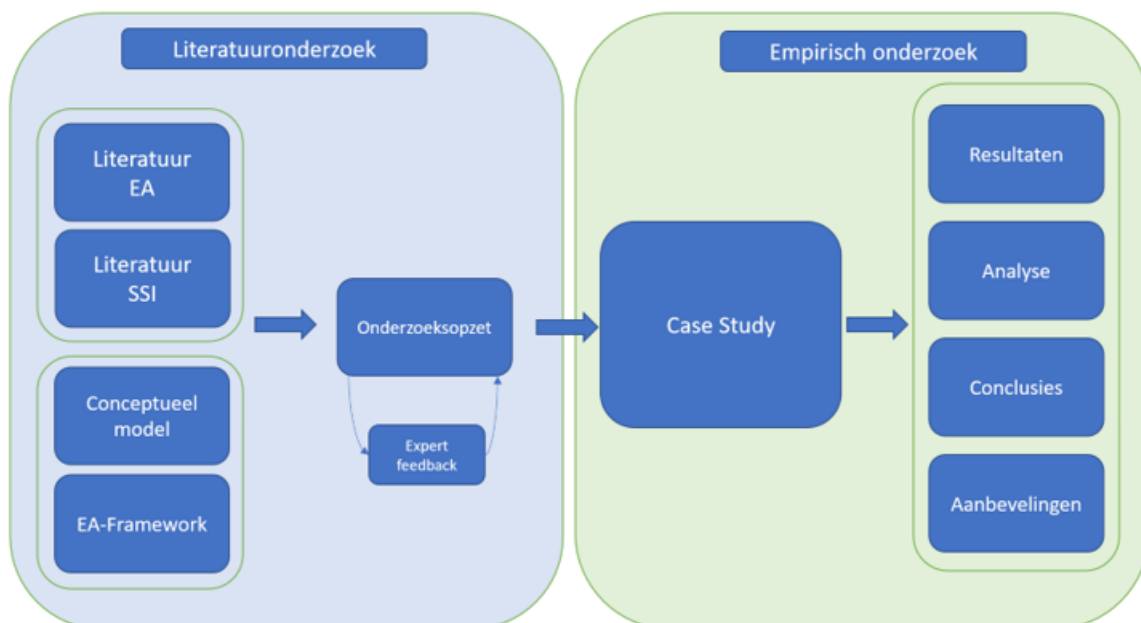 Literatuuronderzoek
Literatuur
EA
Literatuur
SSI
Conceptueel
model
EA-Framework
Onderzoeksopzet
Expert
feedback
Empirisch onderzoek
Case Study
Resultaten
Analyse
Conclusies
Aanbevelingen